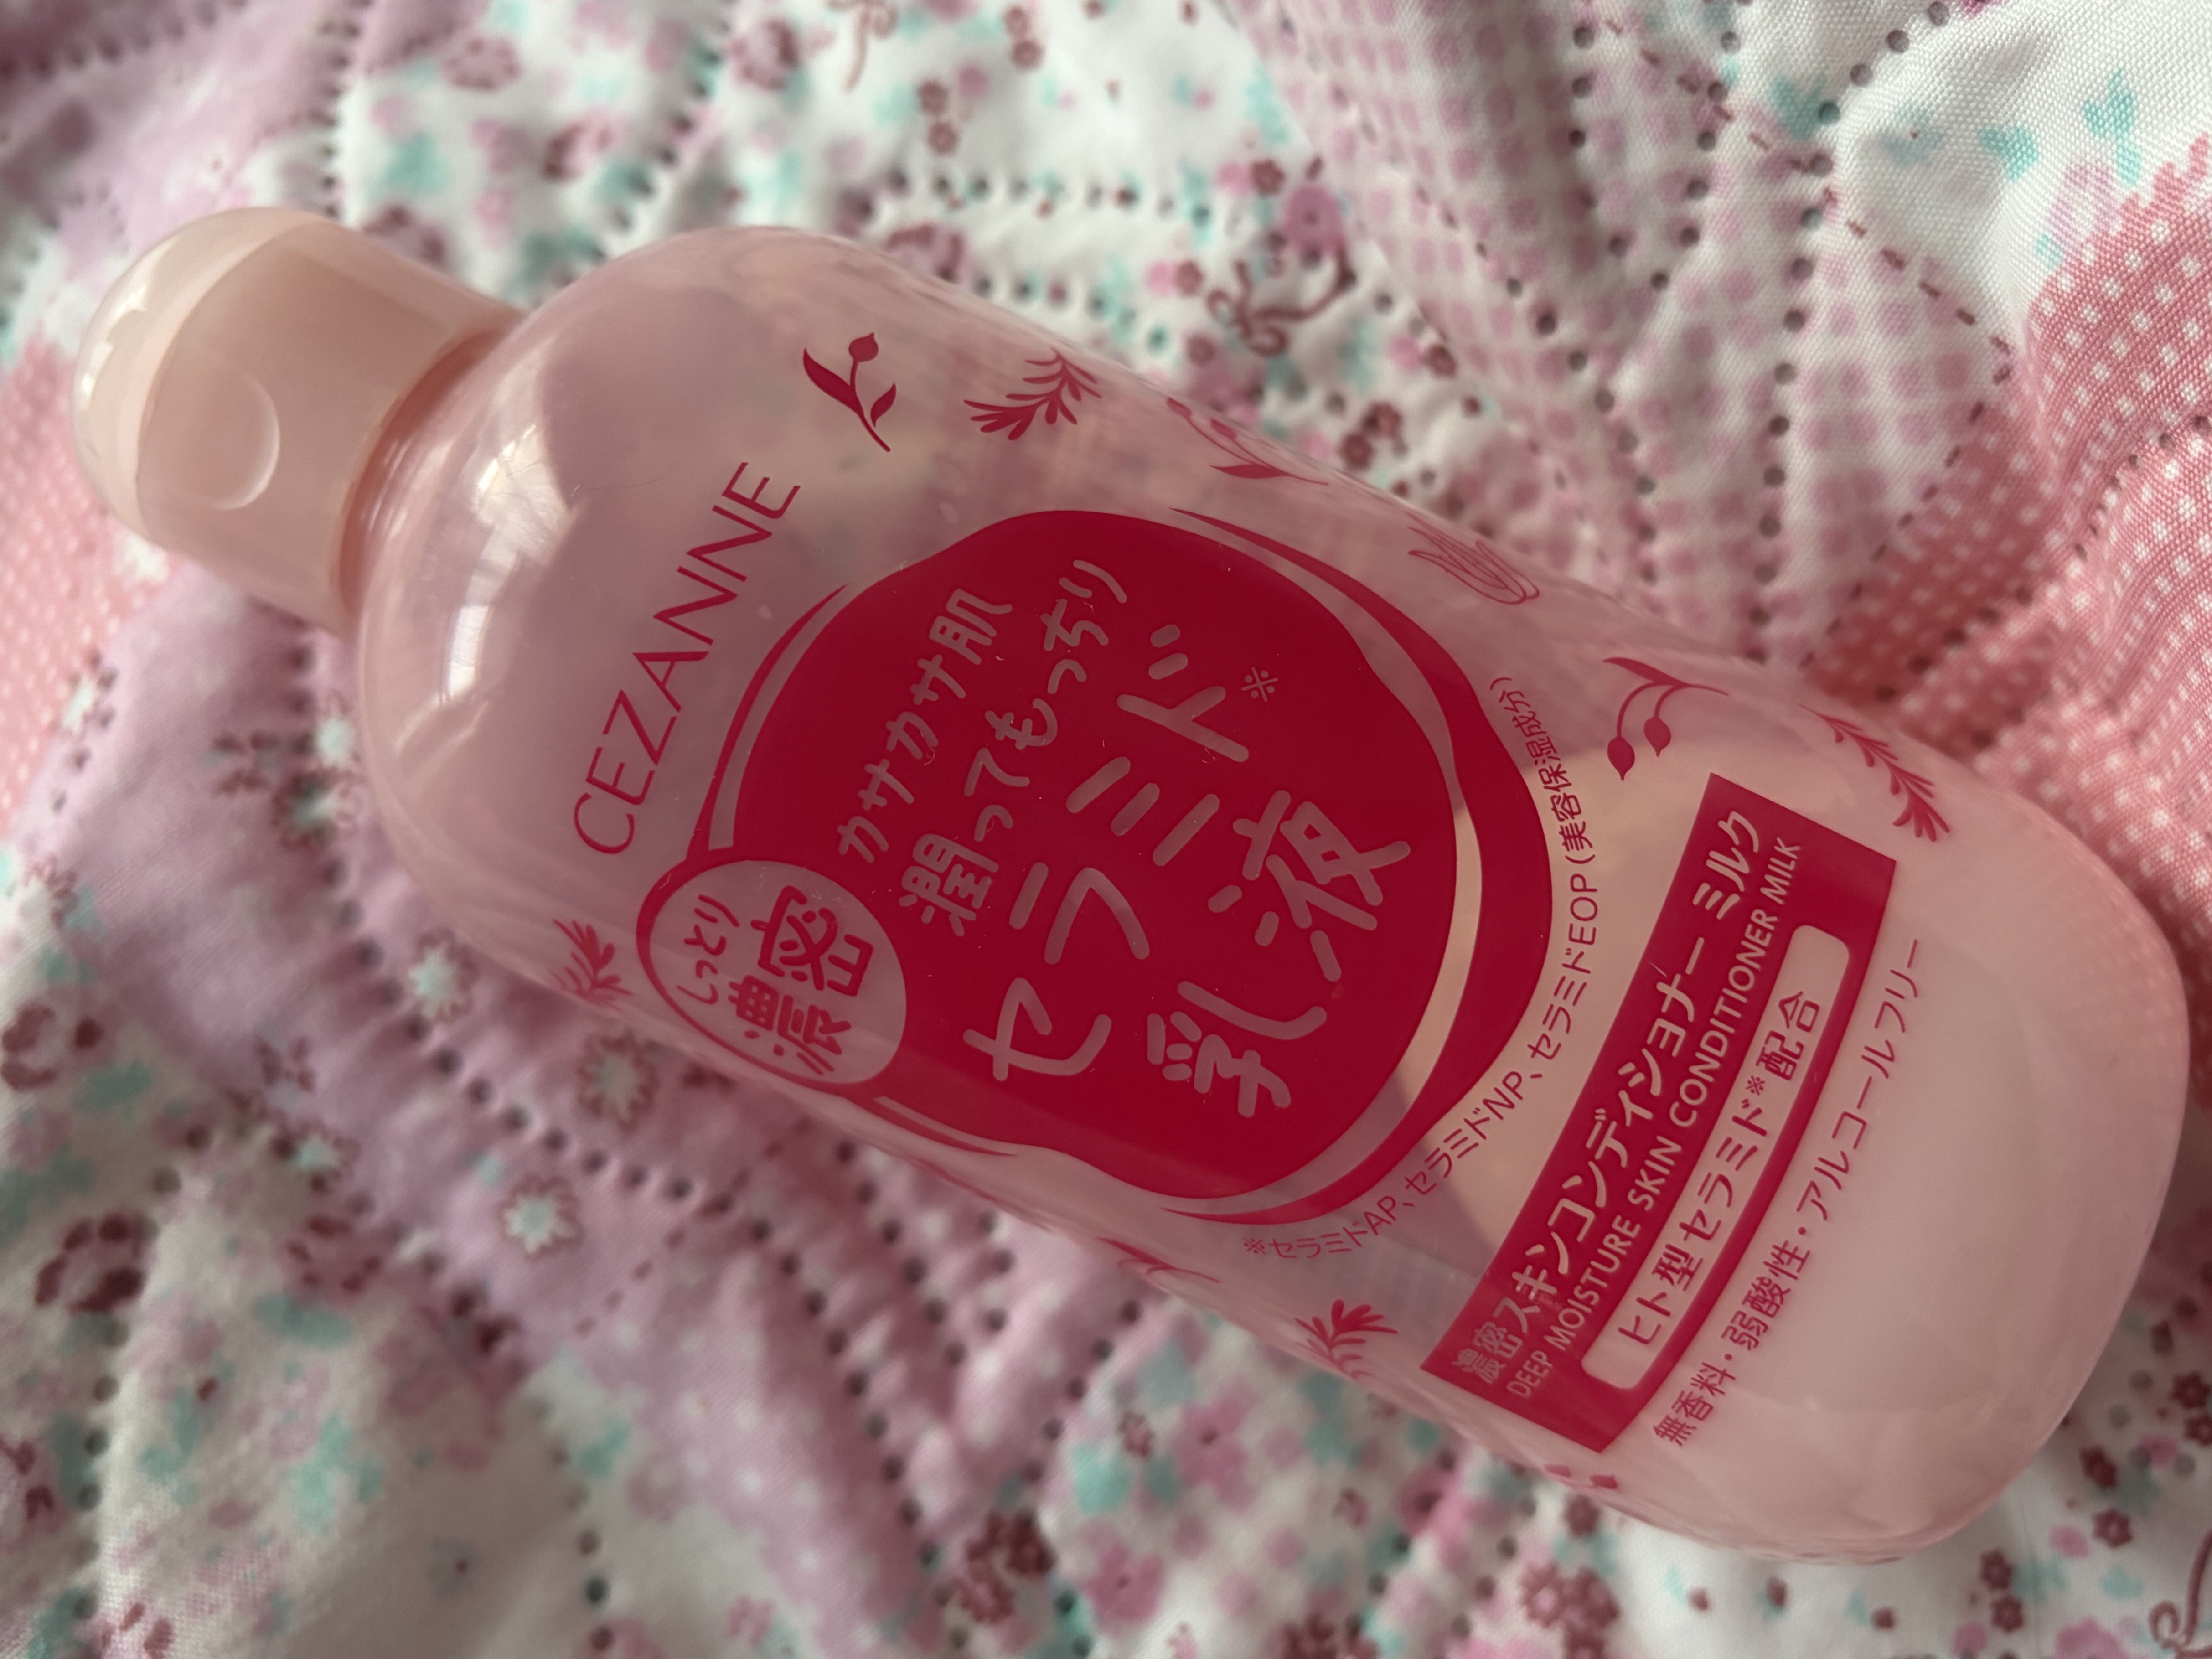 CEZANNE
しっとり
濃密
カサカサ肌
潤ってもっちり
セラミド※
乳液
※セラミドAP、セラミドNP、セラミドEOP(美容保湿成分)
濃密スキンコンディショナー ミルク
DEEP MOISTURE SKIN CONDITIONER MILK
ヒト型セラミド※配合
無香料・弱酸性・アルコールフリー